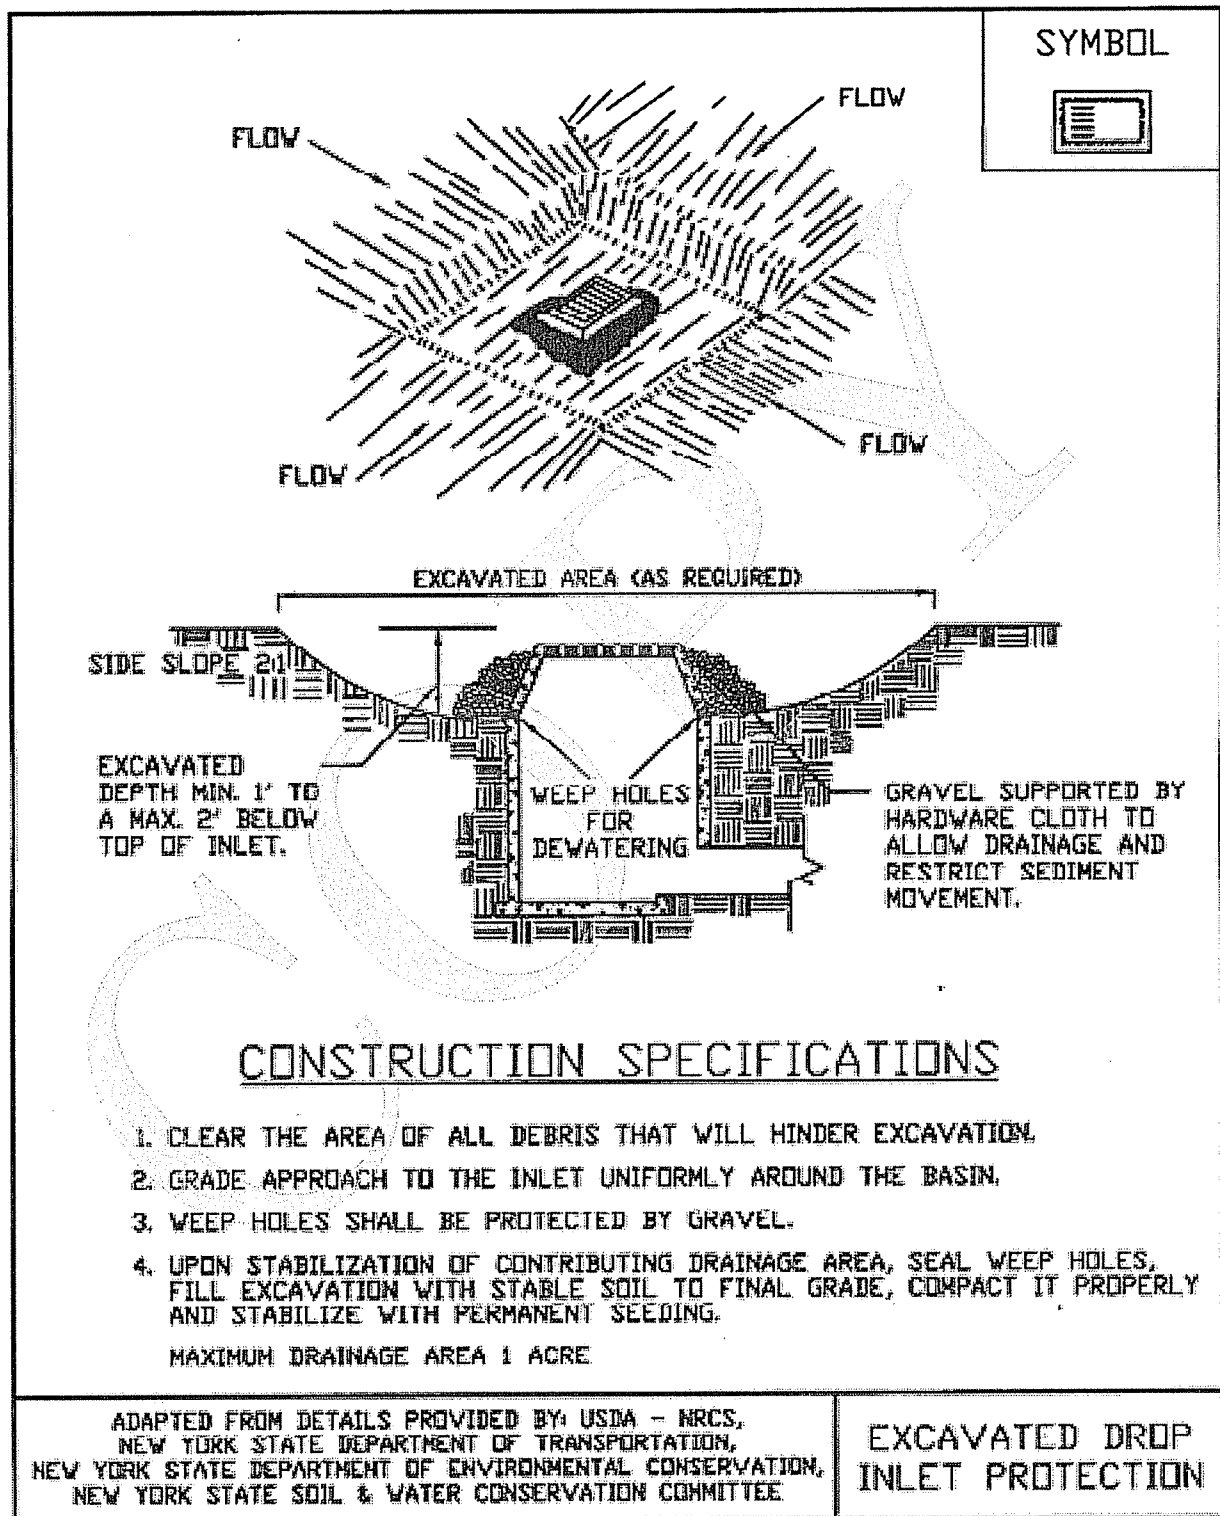 SYMBOL
FLOW
FLOW
FLOW
FLOW
EXCAVATED AREA (AS REQUIRED)
SIDE SLOPE 2:1
EXCAVATED
DEPTH MIN. 1' TO
A MAX. 2' BELOW
TOP OF INLET.
WEEP HOLES
FOR
DEWATERING
GRAVEL SUPPORTED BY
HARDWARE CLOTH TO
ALLOW DRAINAGE AND
RESTRICT SEDIMENT
MOVEMENT.
CONSTRUCTION SPECIFICATIONS
1. CLEAR THE AREA OF ALL DEBRIS THAT WILL HINDER EXCAVATION.
2. GRADE APPROACH TO THE INLET UNIFORMLY AROUND THE BASIN.
3. WEEP HOLES SHALL BE PROTECTED BY GRAVEL.
4. UPON STABILIZATION OF CONTRIBUTING DRAINAGE AREA, SEAL WEEP HOLES,
FILL EXCAVATION WITH STABLE SOIL TO FINAL GRADE, COMPACT IT PROPERLY
AND STABILIZE WITH PERMANENT SEEDING.
MAXIMUM DRAINAGE AREA 1 ACRE
ADAPTED FROM DETAILS PROVIDED BY: USDA - NRCS,
NEW YORK STATE DEPARTMENT OF TRANSPORTATION,
NEW YORK STATE DEPARTMENT OF ENVIRONMENTAL CONSERVATION,
NEW YORK STATE SOIL & WATER CONSERVATION COMMITTEE
EXCAVATED DROP
INLET PROTECTION